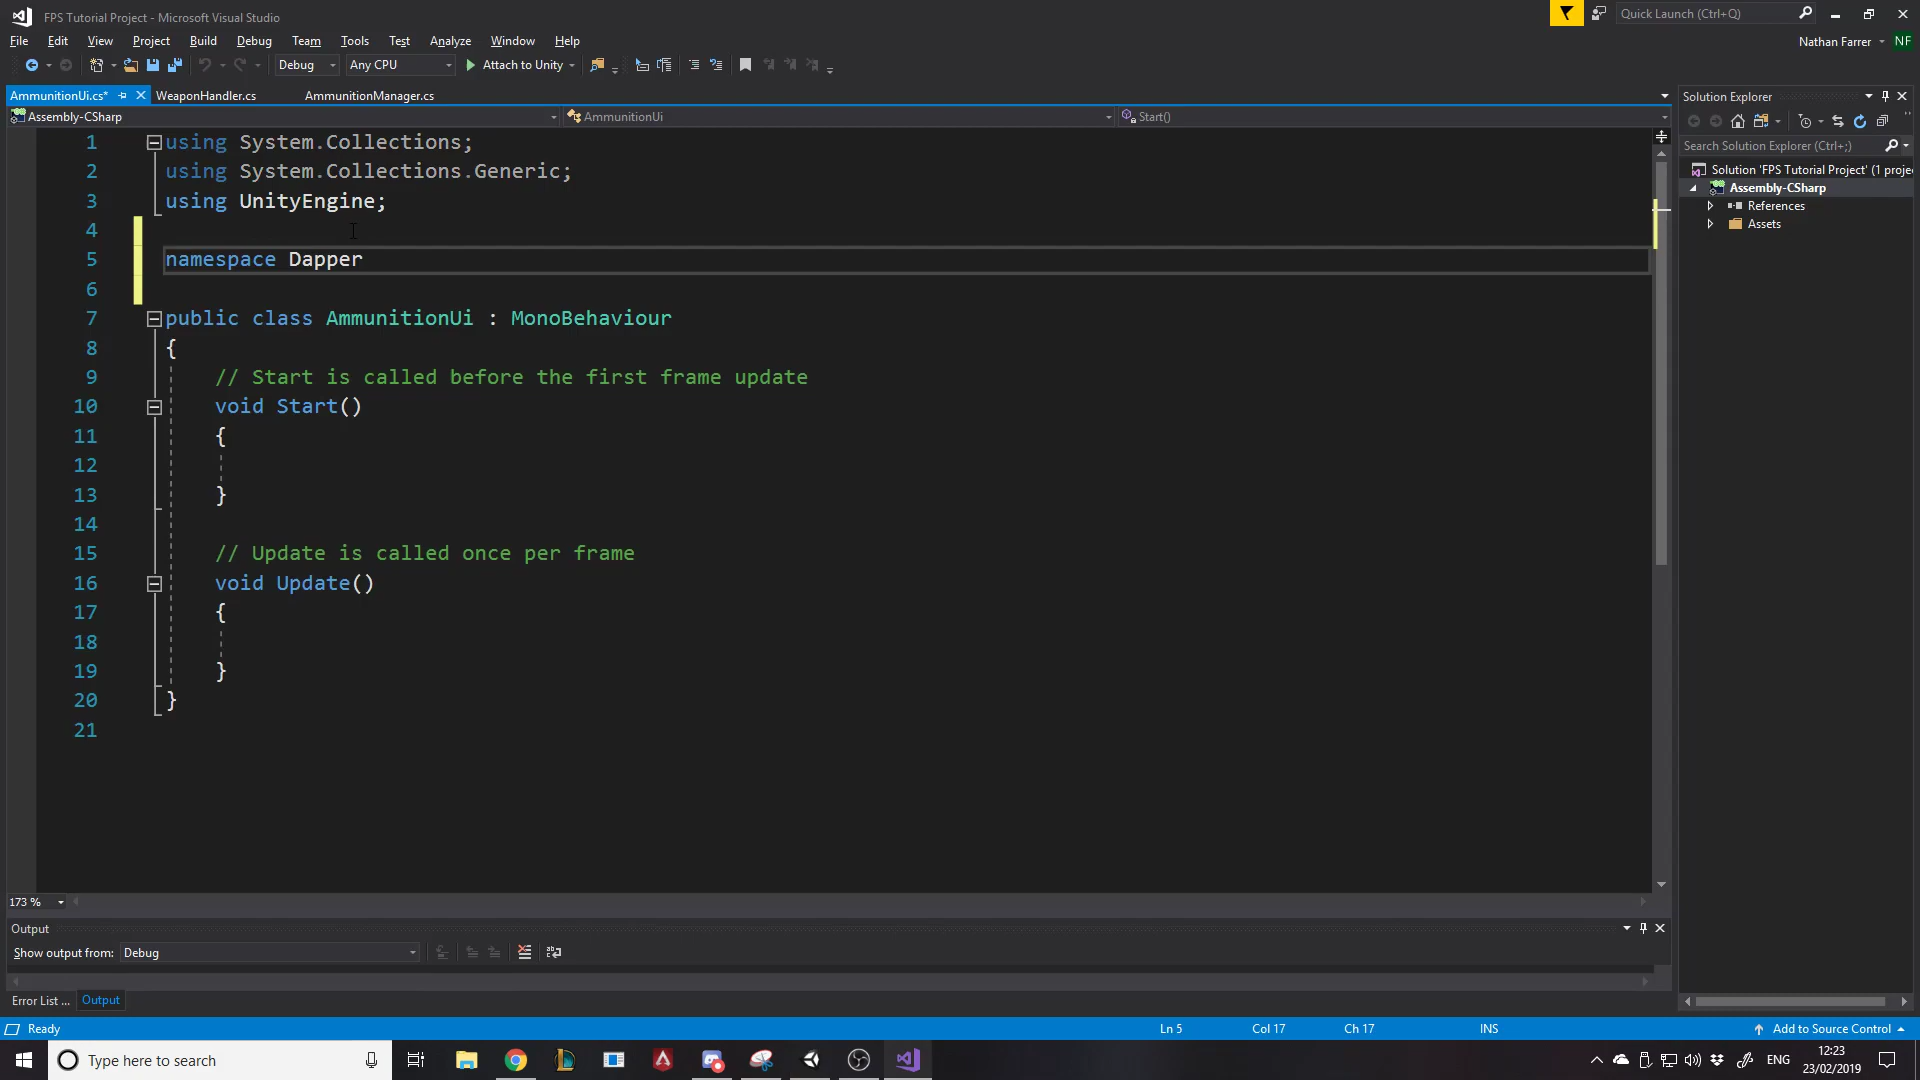 FPS Tutorial Project - Microsoft Visual Studio
Quick Launch (Ctrl+Q)
File Edit View Project Build Debug Team Tools Test Analyze Window Help
Nathan Farrer NF
Debug Any CPU Attach to Unity
AmmunitionUi.cs* WeaponHandler.cs AmmunitionManager.cs
Assembly-CSharp AmmunitionUi Start()
1 using System.Collections;
2 using System.Collections.Generic;
3 using UnityEngine;
4
5 namespace Dapper
6
7 public class AmmunitionUi : MonoBehaviour
8 {
9 // Start is called before the first frame update
10 void Start()
11 {
12
13 }
14
15 // Update is called once per frame
16 void Update()
17 {
18
19 }
20 }
21
173 %
Output
Show output from: Debug
Error List ... Output
Solution Explorer
Search Solution Explorer (Ctrl+;)
Solution 'FPS Tutorial Project' (1 proje
Assembly-CSharp
References
Assets
Ready Ln 5 Col 17 Ch 17 INS Add to Source Control
Type here to search
ENG
12:23
23/02/2019